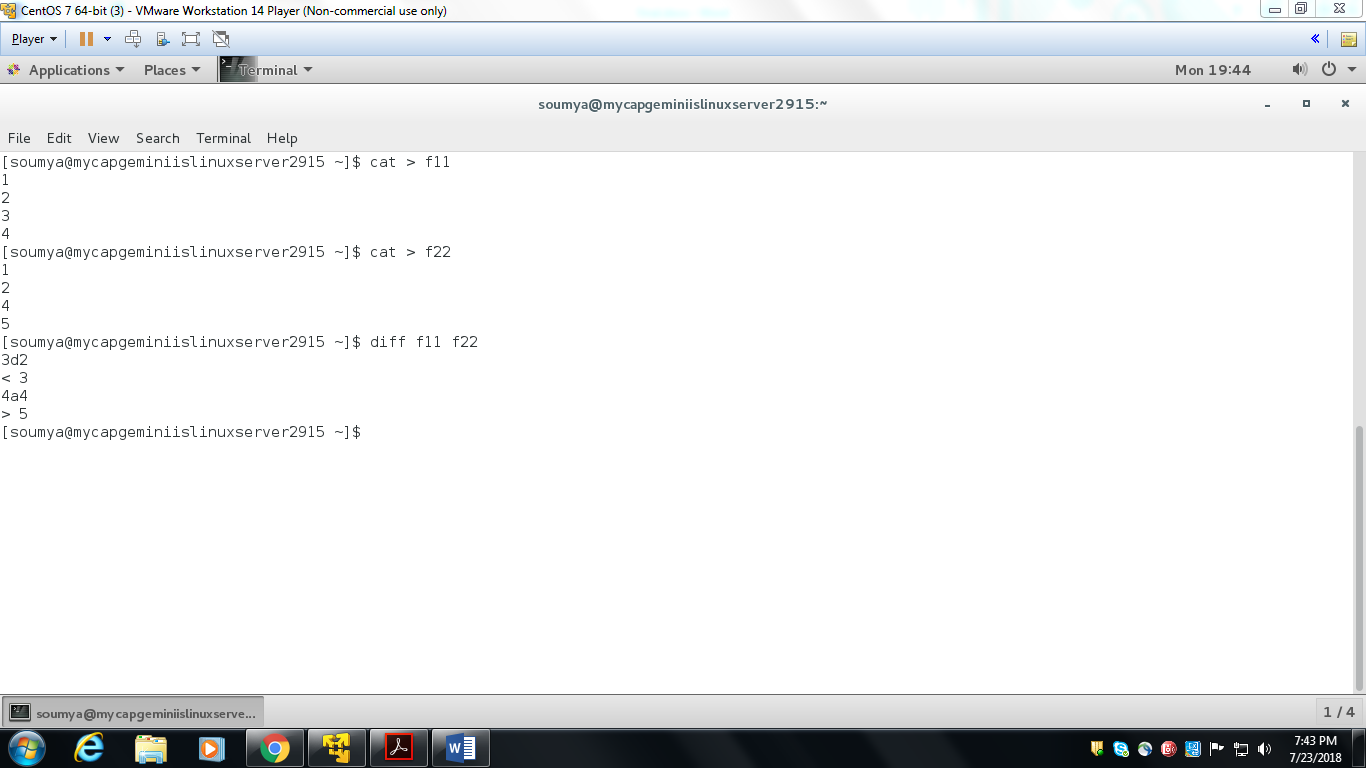 CentOS 7 64-bit (3) - VMware Workstation 14 Player (Non-commercial use only)
Player
Applications Places Terminal Mon 19:44
soumya@mycapgeminiislinuxserver2915:~
File Edit View Search Terminal Help
[soumya@mycapgeminiislinuxserver2915 ~]$ cat > f11
1
2
3
4
[soumya@mycapgeminiislinuxserver2915 ~]$ cat > f22
1
2
4
5
[soumya@mycapgeminiislinuxserver2915 ~]$ diff f11 f22
3d2
< 3
4a4
> 5
[soumya@mycapgeminiislinuxserver2915 ~]$
soumya@mycapgeminiislinuxserve... 1 / 4
7:43 PM
7/23/2018